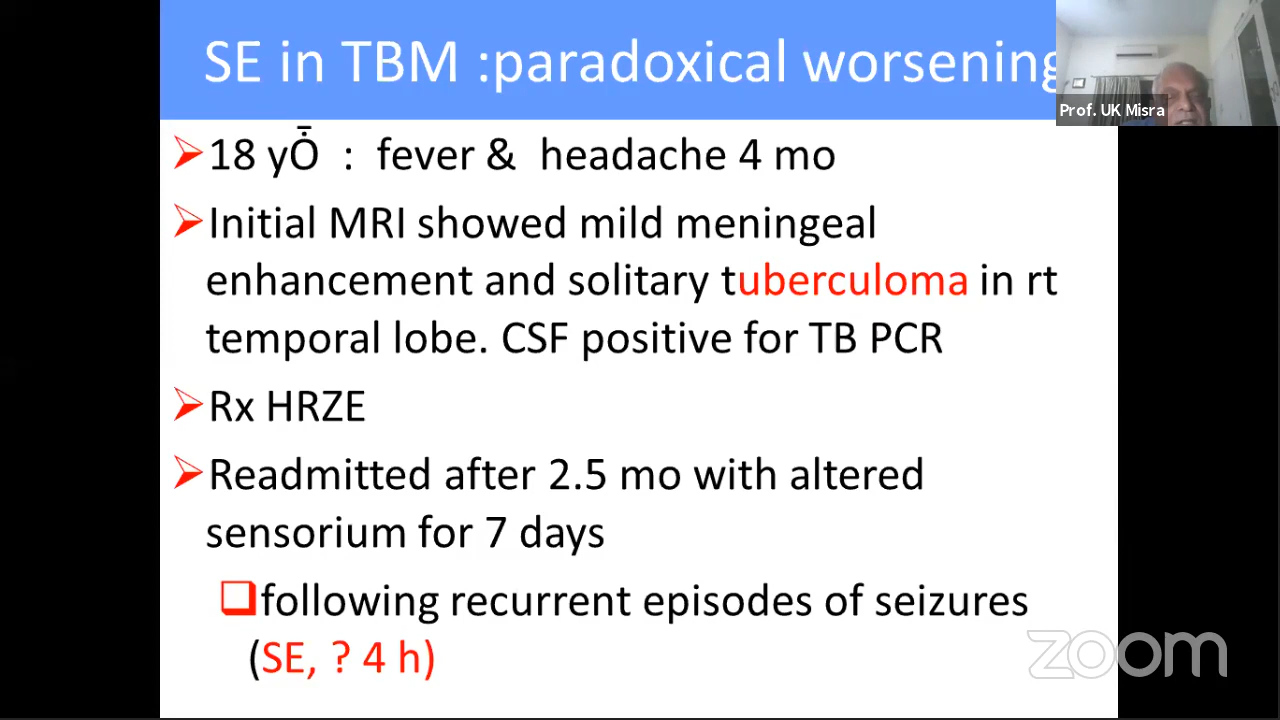 SE in TBM :paradoxical worsening
Prof. UK Misra
➢18 yȰ : fever & headache 4 mo
➢Initial MRI showed mild meningeal
enhancement and solitary tuberculoma in rt
temporal lobe. CSF positive for TB PCR
➢Rx HRZE
➢Readmitted after 2.5 mo with altered
sensorium for 7 days
❑following recurrent episodes of seizures
(SE, ? 4 h)
zoom